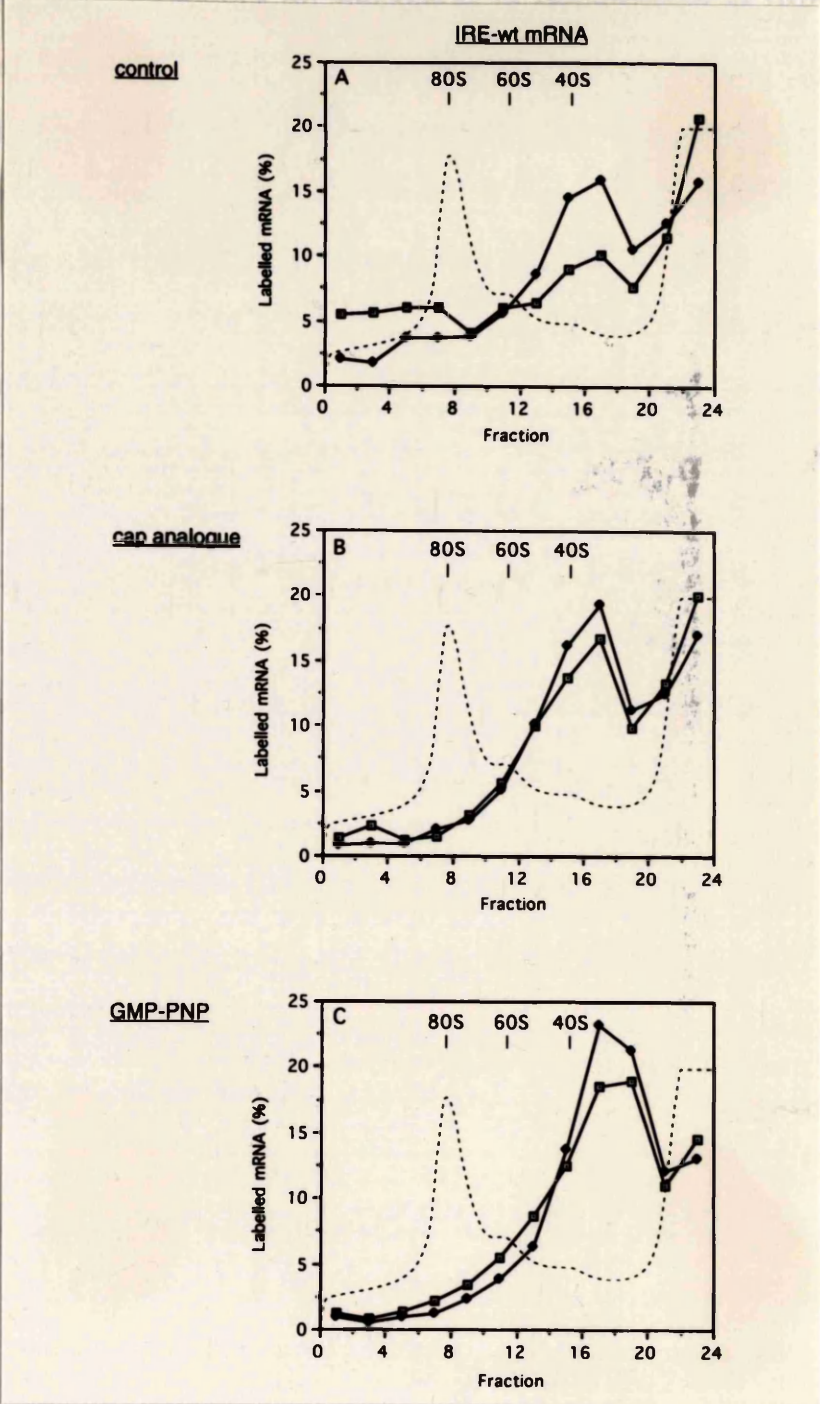 IRE-wt mRNA
control
A
80S 60S 40S
25
20
15
10
5
0
Labelled mRNA (%)
0 4 8 12 16 20 24
Fraction
cap analogue
B
80S 60S 40S
25
20
15
10
5
0
Labelled mRNA (%)
0 4 8 12 16 20 24
Fraction
GMP-PNP
C
80S 60S 40S
25
20
15
10
5
0
Labelled mRNA (%)
0 4 8 12 16 20 24
Fraction